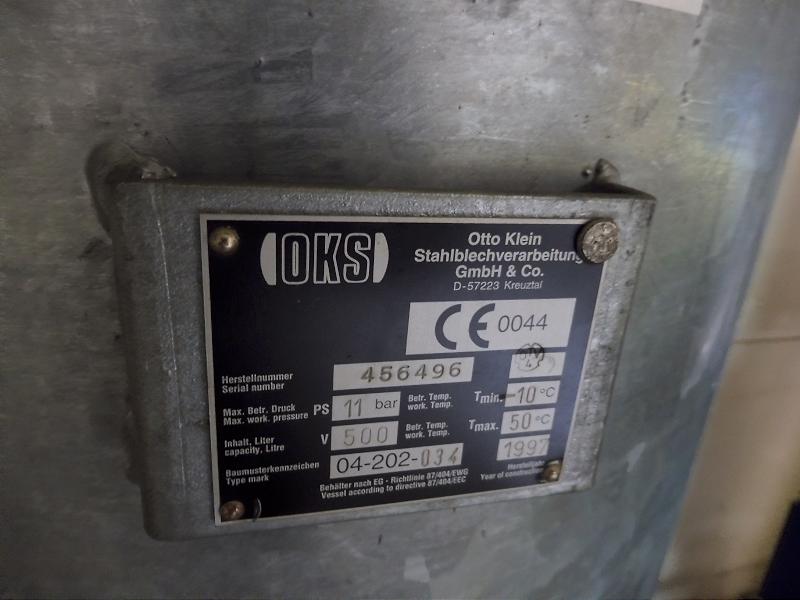 OKS
Otto Klein
Stahlblechverarbeitung
GmbH & Co.
D-57223 Kreuztal
CE 0044
Herstellnummer
Serial number
456496
Max. Betr. Druck
Max. work. pressure
PS 11 bar
Betr. Temp.
work. Temp.
Tmin. -10 °C
Inhalt, Liter
capacity, Litre
V 500
Betr. Temp.
work. Temp.
Tmax. 50 °C
Baumusterkennzeichen
Type mark
04-202-034
1997
Herstelljahr
Year of construction
Behälter nach EG - Richtlinie 87/404/EWG
Vessel according to directive 87/404/EEC